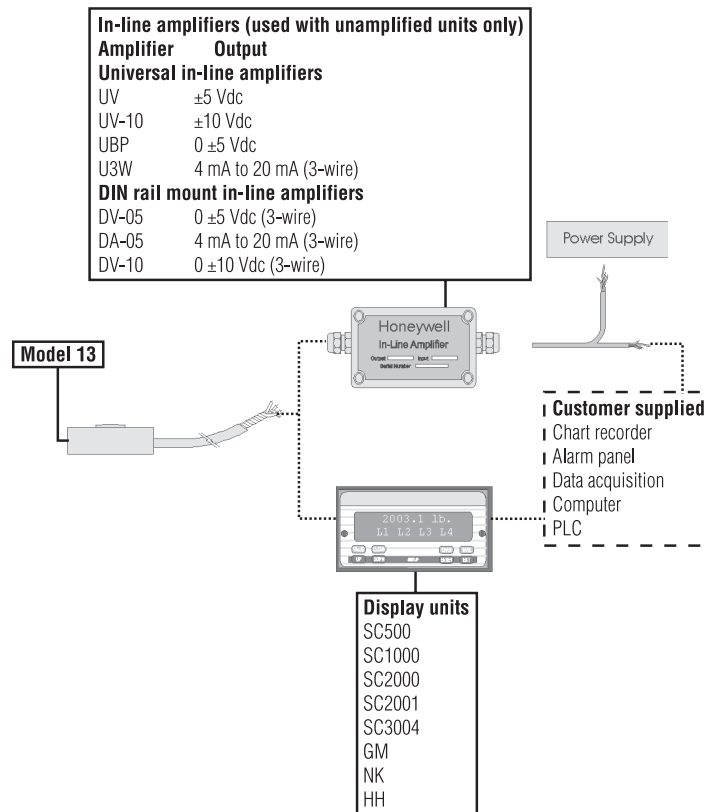 In-line amplifiers (used with unamplified units only)
Amplifier Output
Universal in-line amplifiers
UV ±5 Vdc
UV-10 ±10 Vdc
UBP 0 ±5 Vdc
U3W 4 mA to 20 mA (3-wire)
DIN rail mount in-line amplifiers
DV-05 0 ±5 Vdc (3-wire)
DA-05 4 mA to 20 mA (3-wire)
DV-10 0 ±10 Vdc (3-wire)
Power Supply
Honeywell
In-Line Amplifier
Output Input
Serial Number
Model 13
Customer supplied
Chart recorder
Alarm panel
Data acquisition
Computer
PLC
2003.1 lb.
L1 L2 L3 L4
Display units
SC500
SC1000
SC2000
SC2001
SC3004
GM
NK
HH